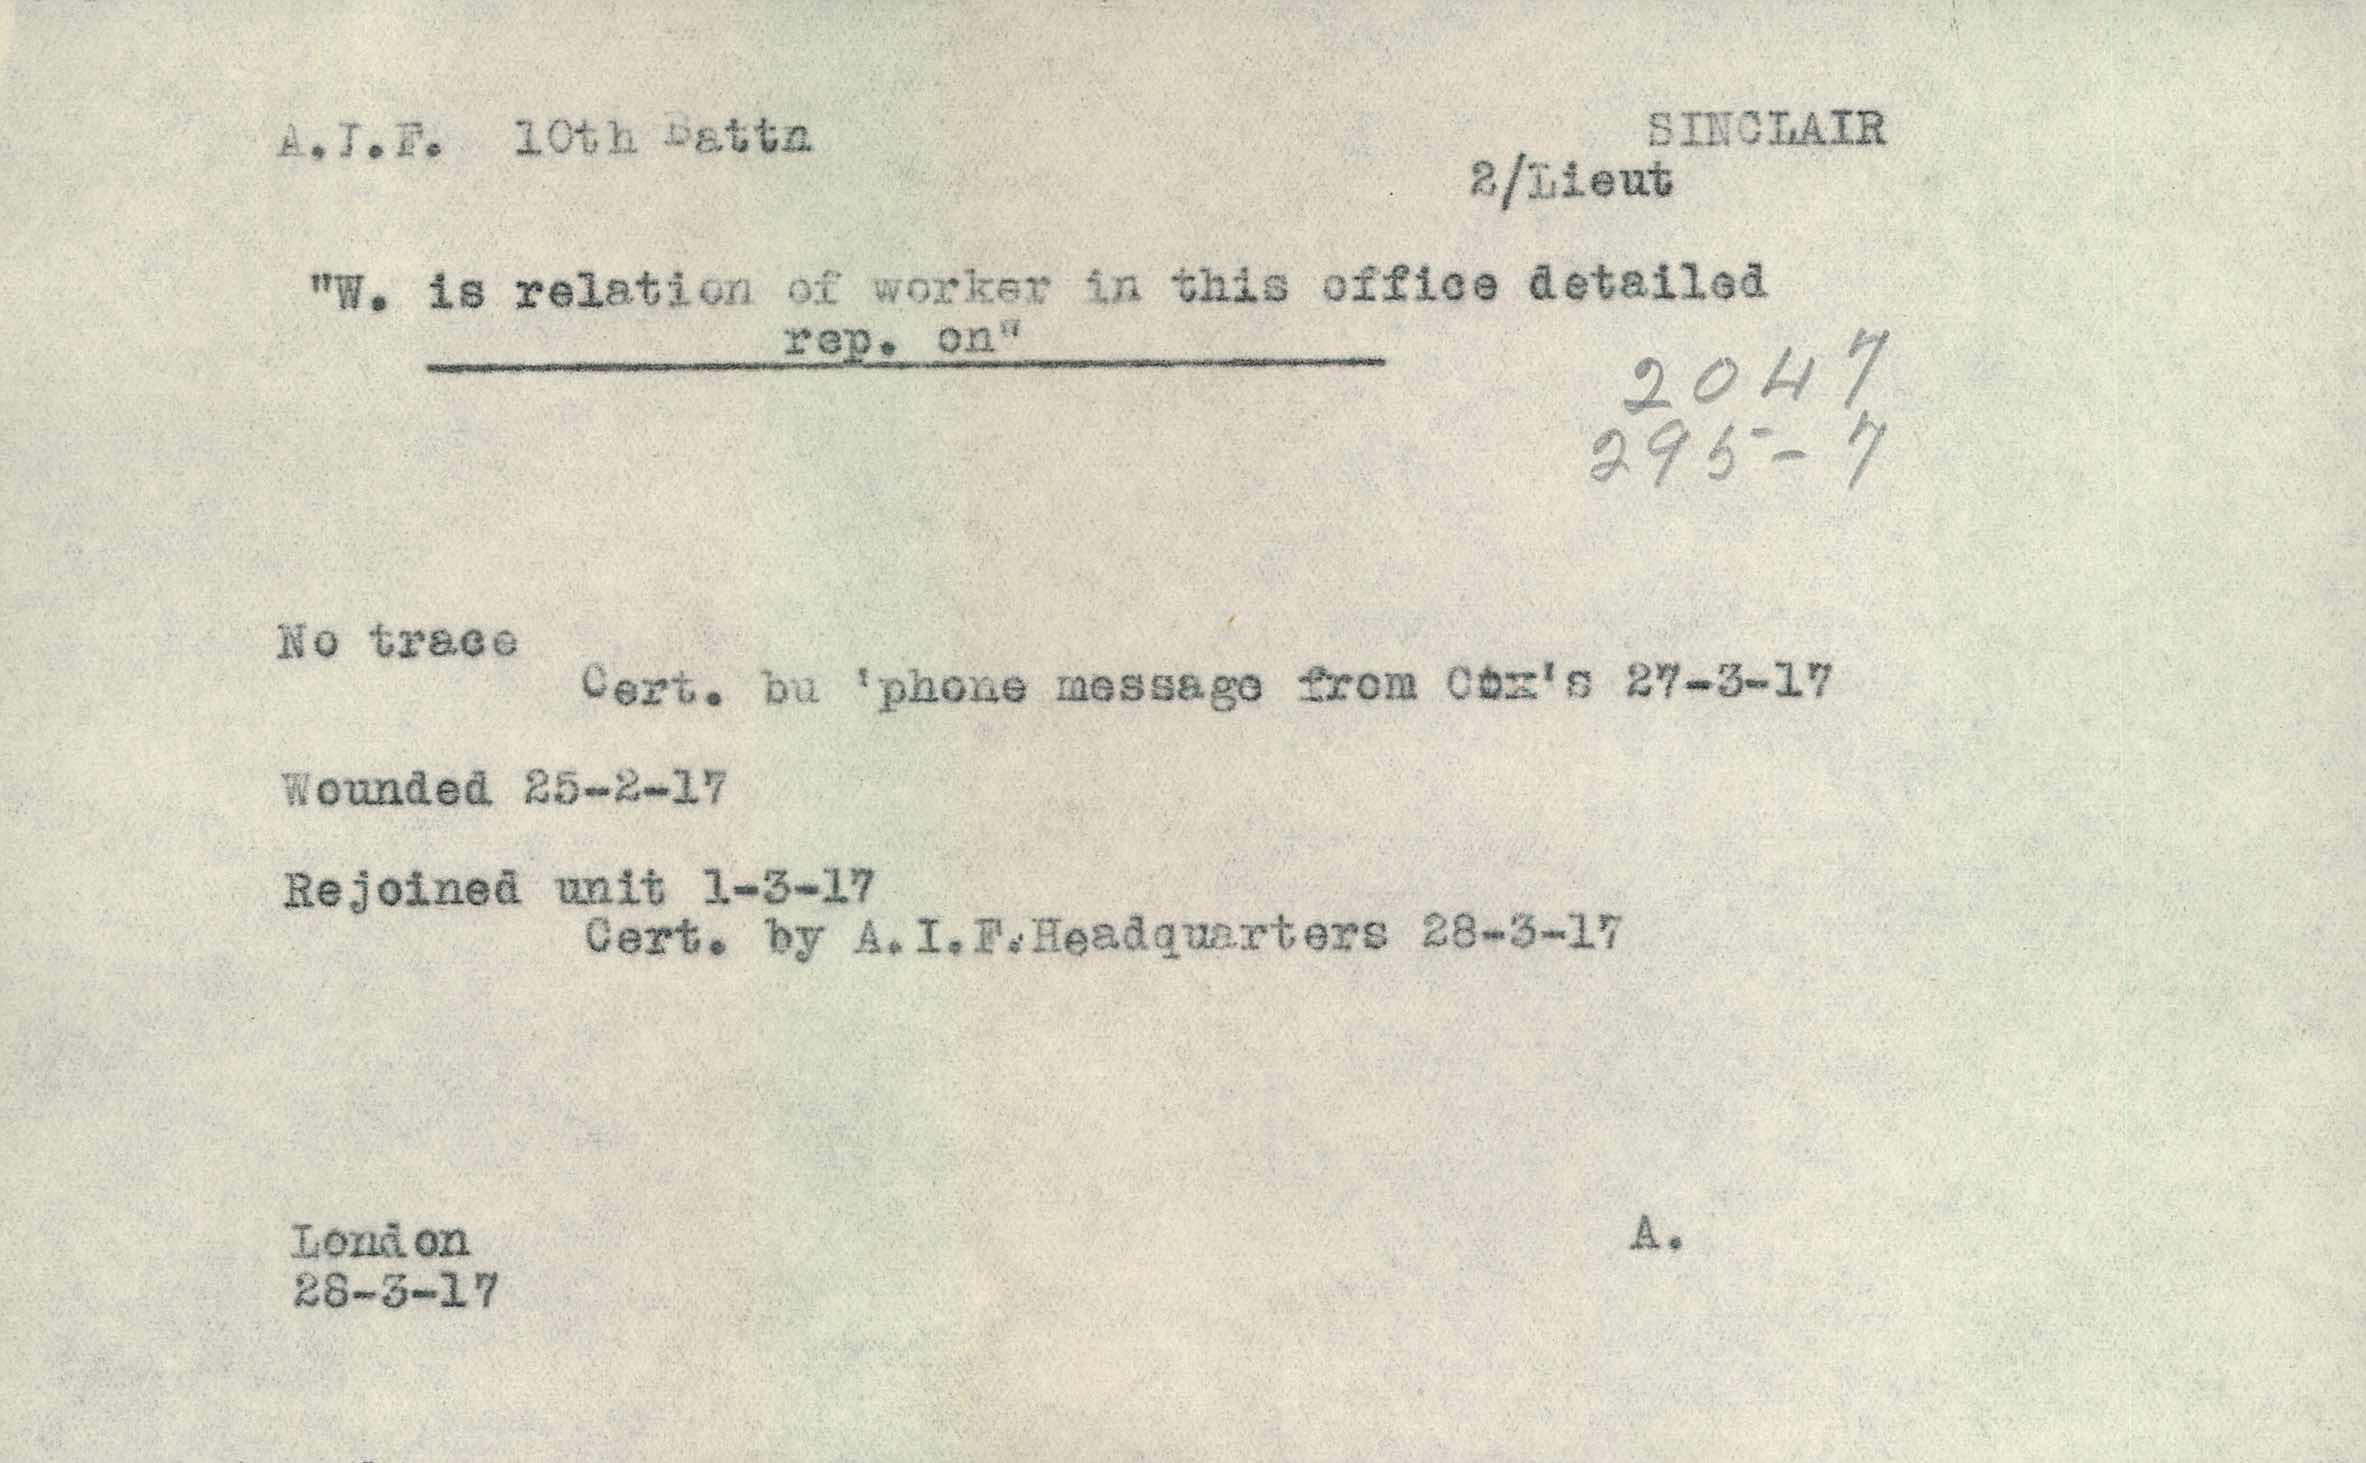 A.I.F. 10th Battn SINCLAIR
2/Lieut
"W. is relation of worker in this office detailed
rep. on"
2047
295-7
No trace
Cert. bu 'phone message from Cox's 27-3-17
Wounded 25-2-17
Rejoined unit 1-3-17
Cert. by A.I.F.Headquarters 28-3-17
London A.
28-3-17